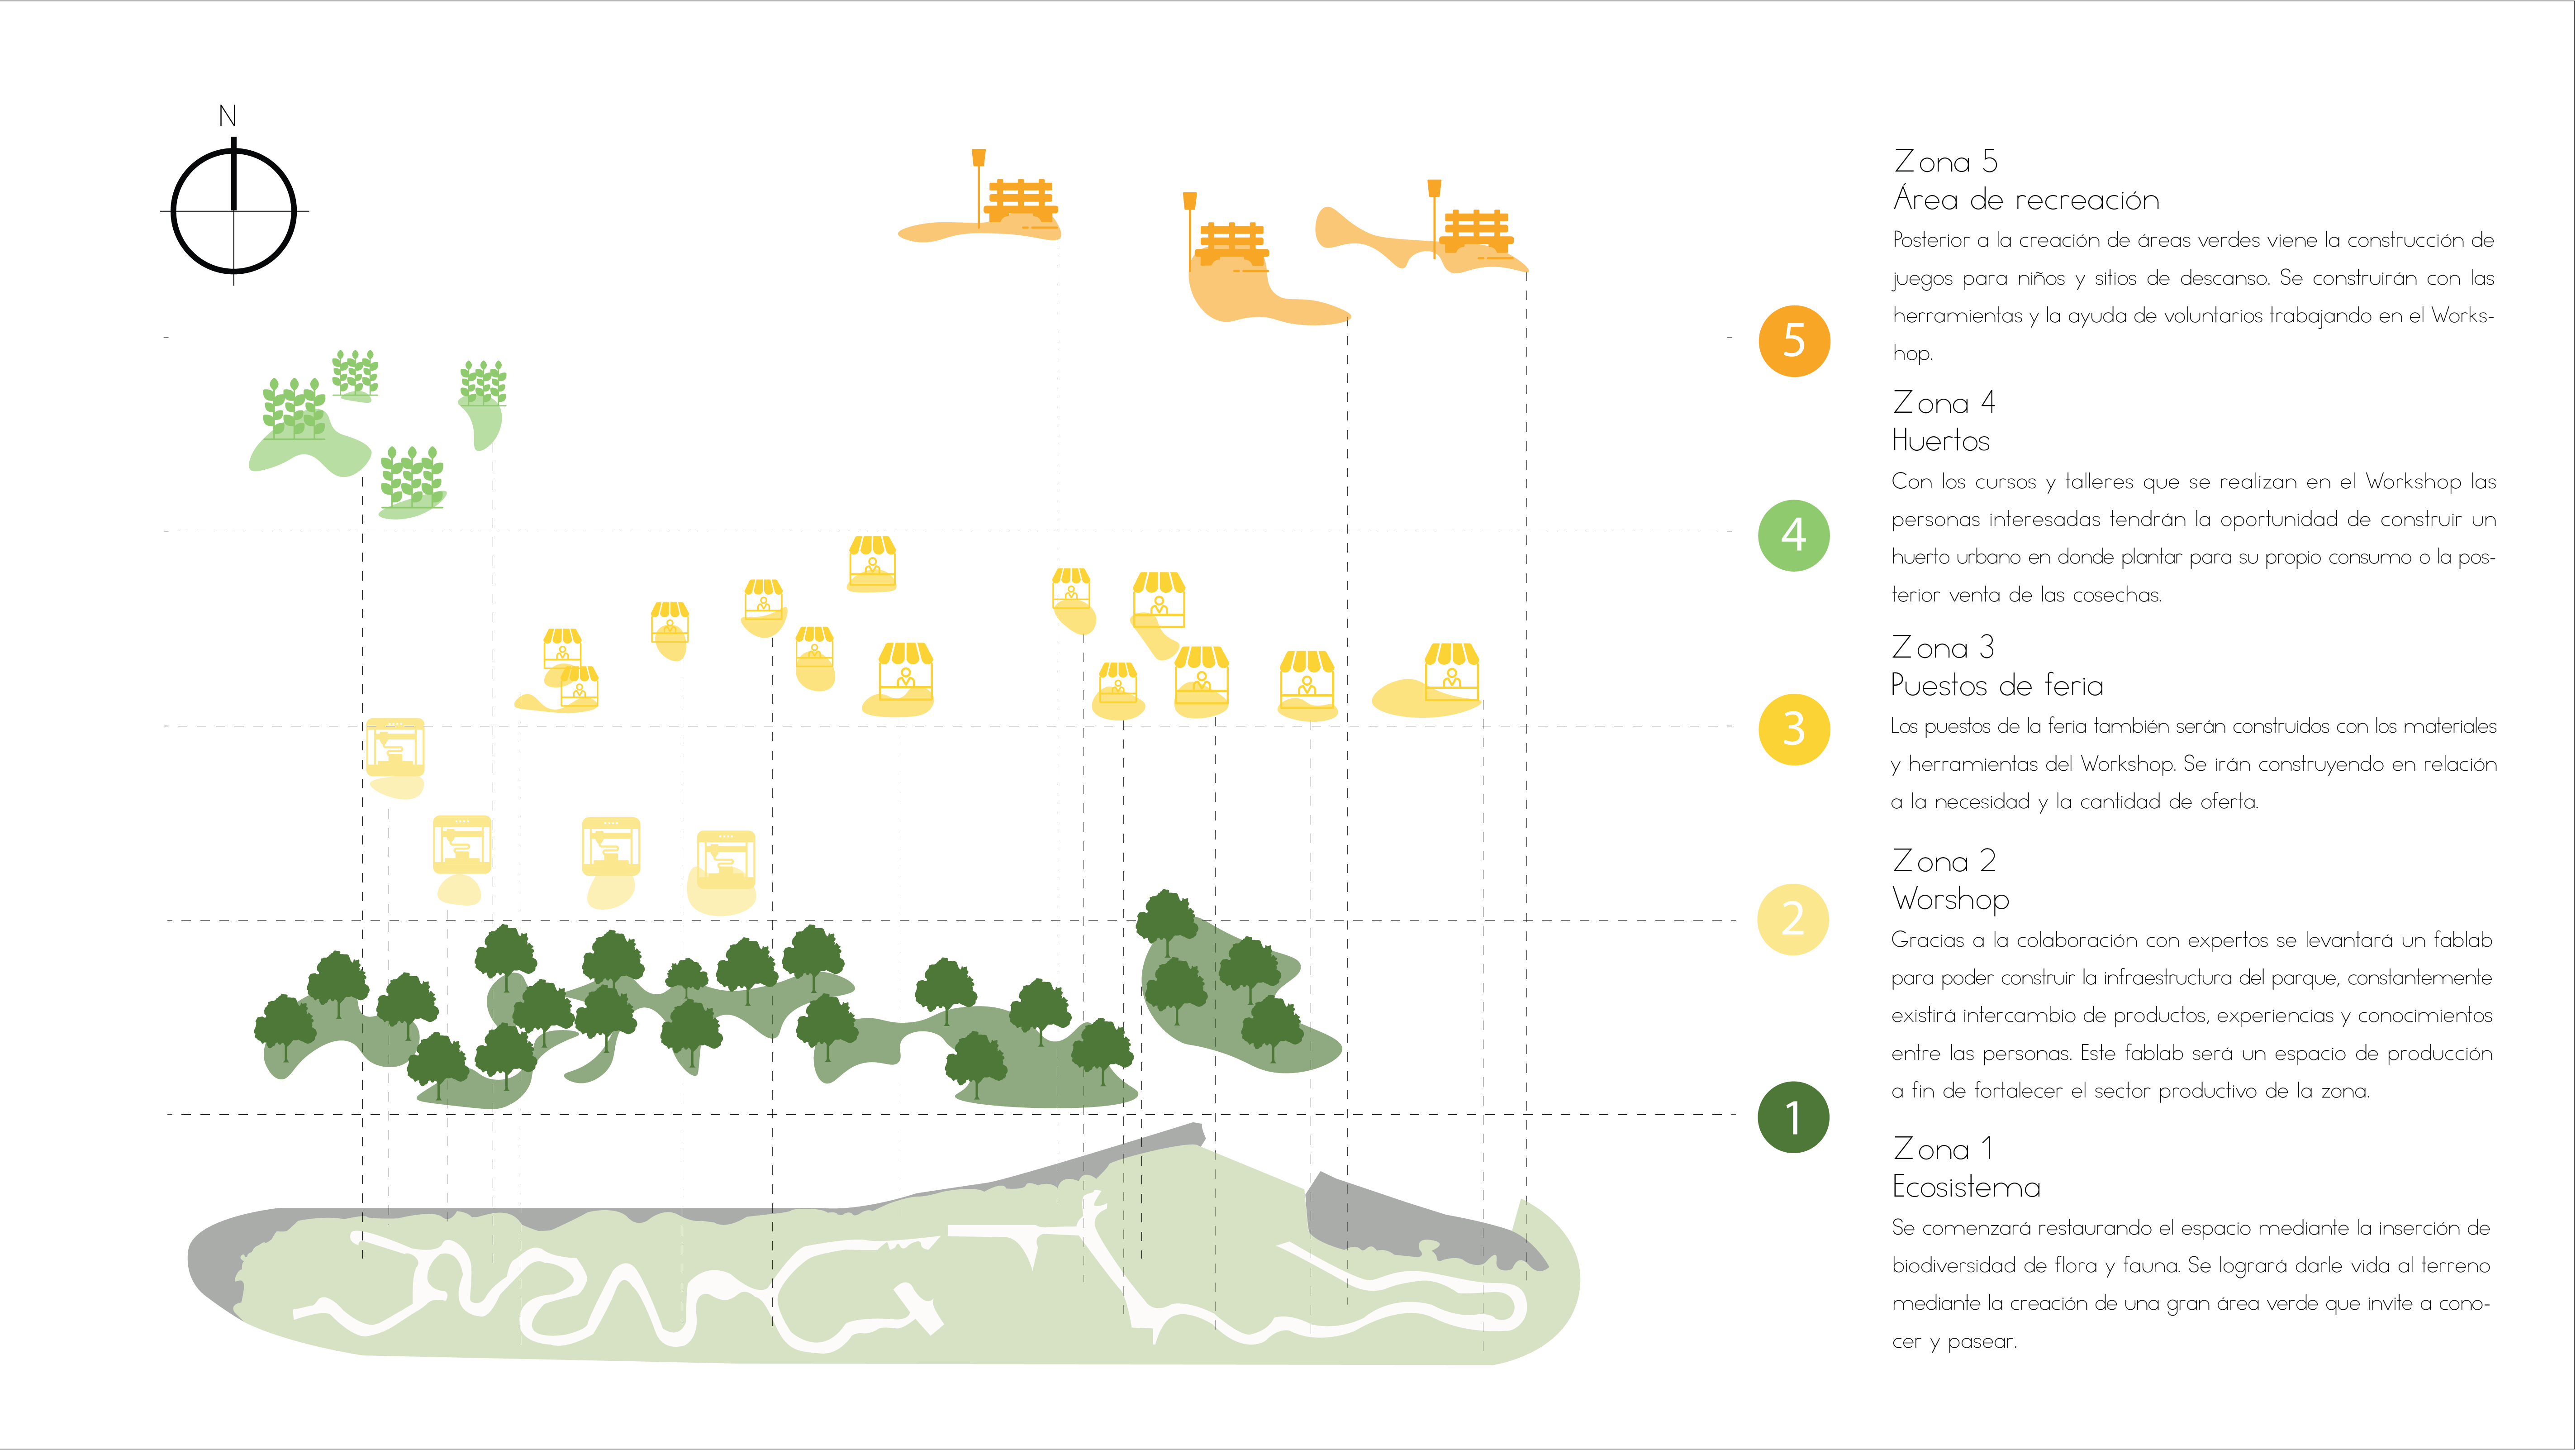 N
Zona 5
Área de recreación
Posterior a la creación de áreas verdes viene la construcción de
juegos para niños y sitios de descanso. Se construirán con las
herramientas y la ayuda de voluntarios trabajando en el Works-
hop.
5
Zona 4
Huertos
Con los cursos y talleres que se realizan en el Workshop las
personas interesadas tendrán la oportunidad de construir un
huerto urbano en donde plantar para su propio consumo o la pos-
terior venta de las cosechas.
4
Zona 3
Puestos de feria
Los puestos de la feria también serán construidos con los materiales
y herramientas del Workshop. Se irán construyendo en relación
a la necesidad y la cantidad de oferta.
3
Zona 2
Worshop
Gracias a la colaboración con expertos se levantará un fablab
para poder construir la infraestructura del parque, constantemente
existirá intercambio de productos, experiencias y conocimientos
entre las personas. Este fablab será un espacio de producción
a fin de fortalecer el sector productivo de la zona.
2
Zona 1
Ecosistema
Se comenzará restaurando el espacio mediante la inserción de
biodiversidad de flora y fauna. Se logrará darle vida al terreno
mediante la creación de una gran área verde que invite a cono-
cer y pasear.
1